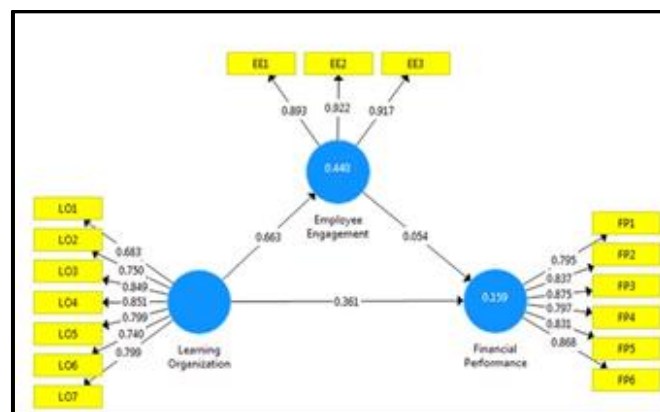 EE1
EE2
EE3
0.893
0.922
0.917
0.440
Employee
Engagement
0.663
0.054
LO1
LO2
LO3
LO4
LO5
LO6
LO7
0.683
0.750
0.849
0.851
0.799
0.740
0.799
Learning
Organization
0.361
0.159
Financial
Performance
0.795
0.837
0.875
0.797
0.831
0.868
FP1
FP2
FP3
FP4
FP5
FP6